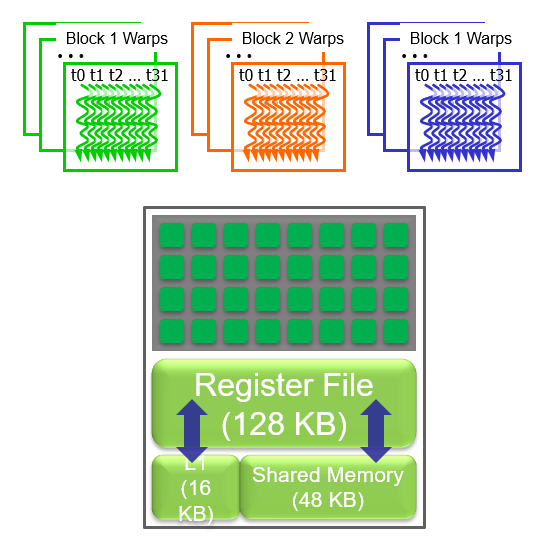 Block 1 Warps
Block 2 Warps
Block 1 Warps
• • •
• • •
• • •
t0 t1 t2 ... t31
t0 t1 t2 ... t31
t0 t1 t2 ... t31
Register File
(128 KB)
L1
(16
KB)
Shared Memory
(48 KB)